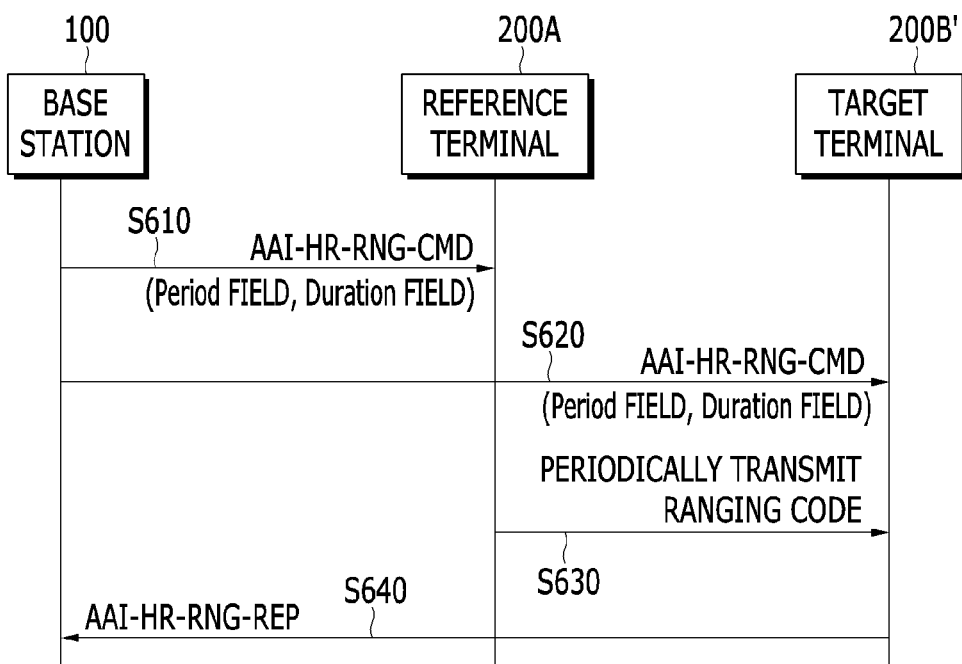 100
200A
200B'
BASE
STATION
REFERENCE
TERMINAL
TARGET
TERMINAL
S610
AAI-HR-RNG-CMD
(Period FIELD, Duration FIELD)
S620
AAI-HR-RNG-CMD
(Period FIELD, Duration FIELD)
PERIODICALLY TRANSMIT
RANGING CODE
S630
S640
AAI-HR-RNG-REP